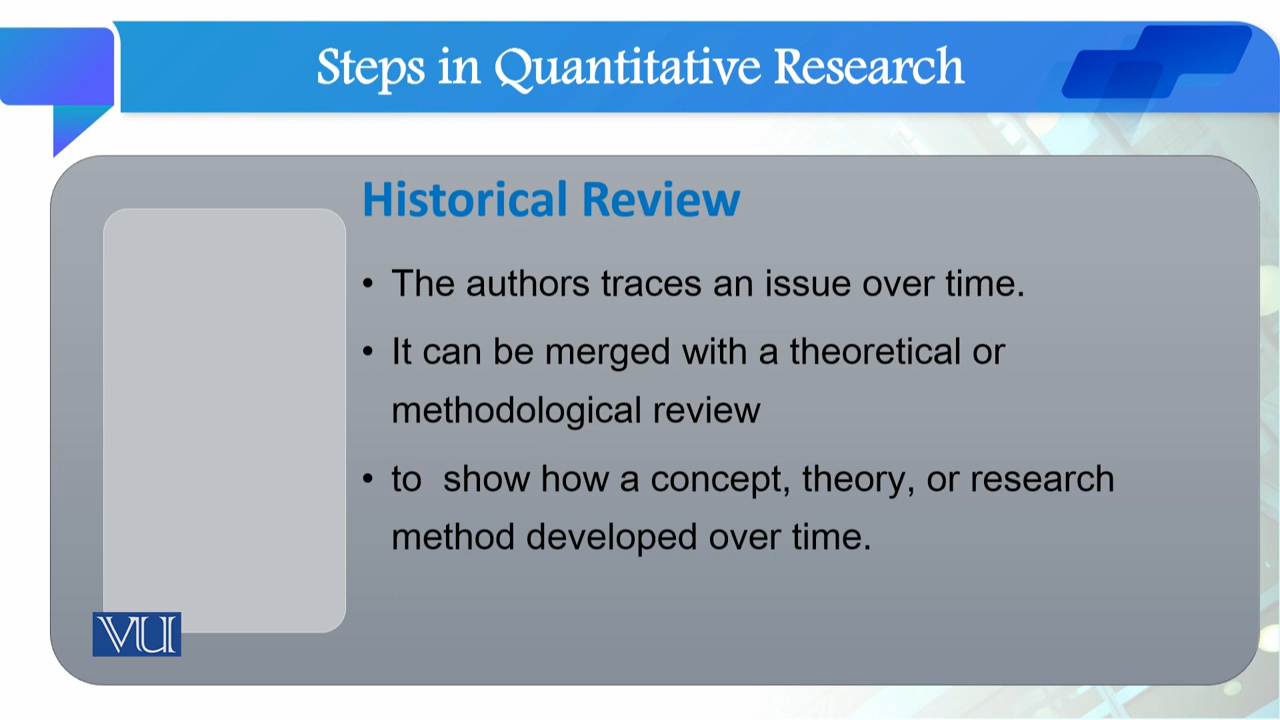 Steps in Quantitative Research
Historical Review
• The authors traces an issue over time.
• It can be merged with a theoretical or
methodological review
• to  show how a concept, theory, or research
method developed over time.
VU